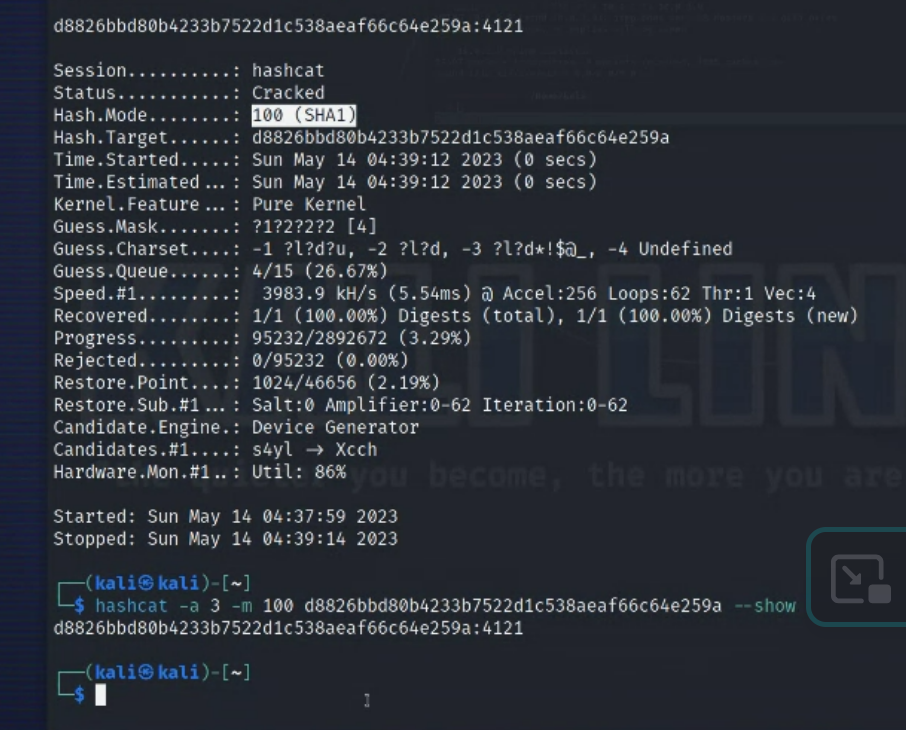 d8826bbd80b4233b7522d1c538aeaf66c64e259a:4121
Session..........: hashcat
Status...........: Cracked
Hash.Mode........: 100 (SHA1)
Hash.Target......: d8826bbd80b4233b7522d1c538aeaf66c64e259a
Time.Started.....: Sun May 14 04:39:12 2023 (0 secs)
Time.Estimated...: Sun May 14 04:39:12 2023 (0 secs)
Kernel.Feature...: Pure Kernel
Guess.Mask.......: ?1?2?2?2 [4]
Guess.Charset....: -1 ?l?d?u, -2 ?l?d, -3 ?l?d*!$@_, -4 Undefined
Guess.Queue......: 4/15 (26.67%)
Speed.#1.........:  3983.9 kH/s (5.54ms) @ Accel:256 Loops:62 Thr:1 Vec:4
Recovered........: 1/1 (100.00%) Digests (total), 1/1 (100.00%) Digests (new)
Progress.........: 95232/2892672 (3.29%)
Rejected.........: 0/95232 (0.00%)
Restore.Point....: 1024/46656 (2.19%)
Restore.Sub.#1...: Salt:0 Amplifier:0-62 Iteration:0-62
Candidate.Engine.: Device Generator
Candidates.#1....: s4yl → Xcch
Hardware.Mon.#1..: Util: 86%
you become, the more you are
Started: Sun May 14 04:37:59 2023
Stopped: Sun May 14 04:39:14 2023
┌──(kali㉿kali)-[~]
└─$ hashcat -a 3 -m 100 d8826bbd80b4233b7522d1c538aeaf66c64e259a --show
d8826bbd80b4233b7522d1c538aeaf66c64e259a:4121
┌──(kali㉿kali)-[~]
└─$